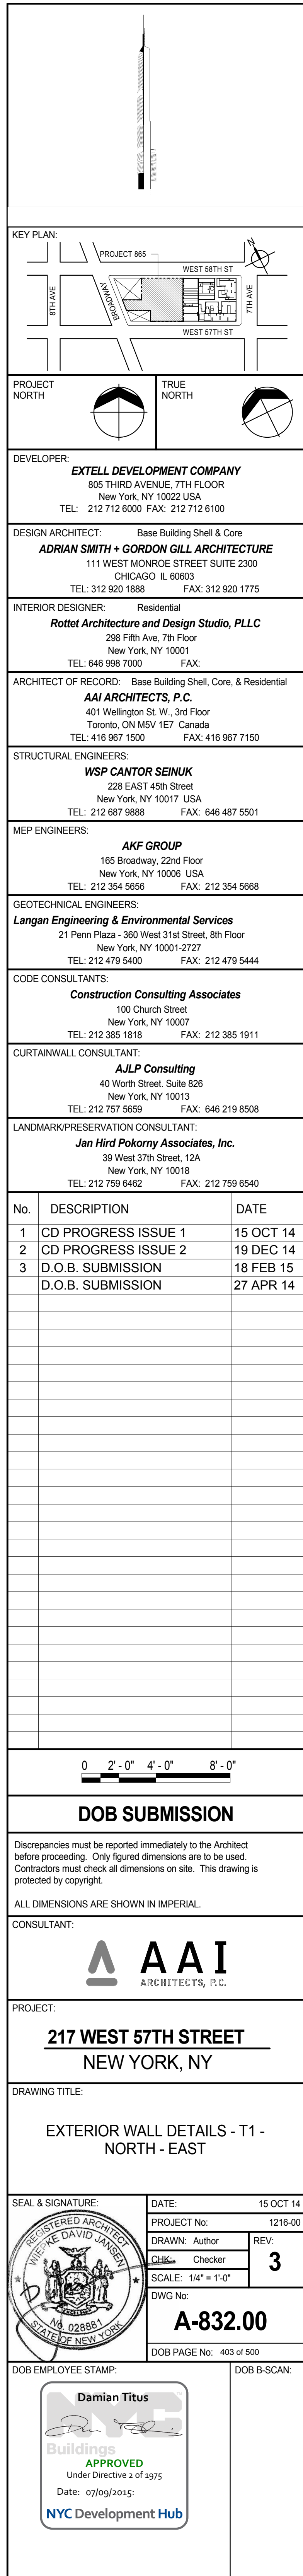 KEY PLAN:
N
PROJECT 865
WEST 58TH ST
8TH AVE
BROADWAY
7TH AVE
WEST 57TH ST
PROJECT
NORTH
TRUE
NORTH
DEVELOPER:
EXTELL DEVELOPMENT COMPANY
805 THIRD AVENUE, 7TH FLOOR
New York, NY 10022 USA
TEL: 212 712 6000 FAX: 212 712 6100
DESIGN ARCHITECT: Base Building Shell & Core
ADRIAN SMITH + GORDON GILL ARCHITECTURE
111 WEST MONROE STREET SUITE 2300
CHICAGO IL 60603
TEL: 312 920 1888 FAX: 312 920 1775
INTERIOR DESIGNER: Residential
Rottet Architecture and Design Studio, PLLC
298 Fifth Ave, 7th Floor
New York, NY 10001
TEL: 646 998 7000 FAX:
ARCHITECT OF RECORD: Base Building Shell, Core, & Residential
AAI ARCHITECTS, P.C.
401 Wellington St. W., 3rd Floor
Toronto, ON M5V 1E7 Canada
TEL: 416 967 1500 FAX: 416 967 7150
STRUCTURAL ENGINEERS:
WSP CANTOR SEINUK
228 EAST 45th Street
New York, NY 10017 USA
TEL: 212 687 9888 FAX: 646 487 5501
MEP ENGINEERS:
AKF GROUP
165 Broadway, 22nd Floor
New York, NY 10006 USA
TEL: 212 354 5656 FAX: 212 354 5668
GEOTECHNICAL ENGINEERS:
Langan Engineering & Environmental Services
21 Penn Plaza - 360 West 31st Street, 8th Floor
New York, NY 10001-2727
TEL: 212 479 5400 FAX: 212 479 5444
CODE CONSULTANTS:
Construction Consulting Associates
100 Church Street
New York, NY 10007
TEL: 212 385 1818 FAX: 212 385 1911
CURTAINWALL CONSULTANT:
AJLP Consulting
40 Worth Street. Suite 826
New York, NY 10013
TEL: 212 757 5659 FAX: 646 219 8508
LANDMARK/PRESERVATION CONSULTANT:
Jan Hird Pokorny Associates, Inc.
39 West 37th Street, 12A
New York, NY 10018
TEL: 212 759 6462 FAX: 212 759 6540
No. DESCRIPTION DATE
1 CD PROGRESS ISSUE 1 15 OCT 14
2 CD PROGRESS ISSUE 2 19 DEC 14
3 D.O.B. SUBMISSION 18 FEB 15
D.O.B. SUBMISSION 27 APR 14
0 2' - 0" 4' - 0" 8' - 0"
DOB SUBMISSION
Discrepancies must be reported immediately to the Architect
before proceeding. Only figured dimensions are to be used.
Contractors must check all dimensions on site. This drawing is
protected by copyright.
ALL DIMENSIONS ARE SHOWN IN IMPERIAL.
CONSULTANT:
AAI
ARCHITECTS, P.C.
PROJECT:
217 WEST 57TH STREET
NEW YORK, NY
DRAWING TITLE:
EXTERIOR WALL DETAILS - T1 -
NORTH - EAST
SEAL & SIGNATURE:
REGISTERED ARCHITECT
DAVID JANSEN
No. 028881
STATE OF NEW YORK
DATE: 15 OCT 14
PROJECT No: 1216-00
DRAWN: Author
CHK: Checker
SCALE: 1/4" = 1'-0"
REV:
3
DWG No:
A-832.00
DOB PAGE No: 403 of 500
DOB EMPLOYEE STAMP:
DOB B-SCAN:
Damian Titus
NYC
Buildings
APPROVED
Under Directive 2 of 1975
Date: 07/09/2015:
NYC Development Hub